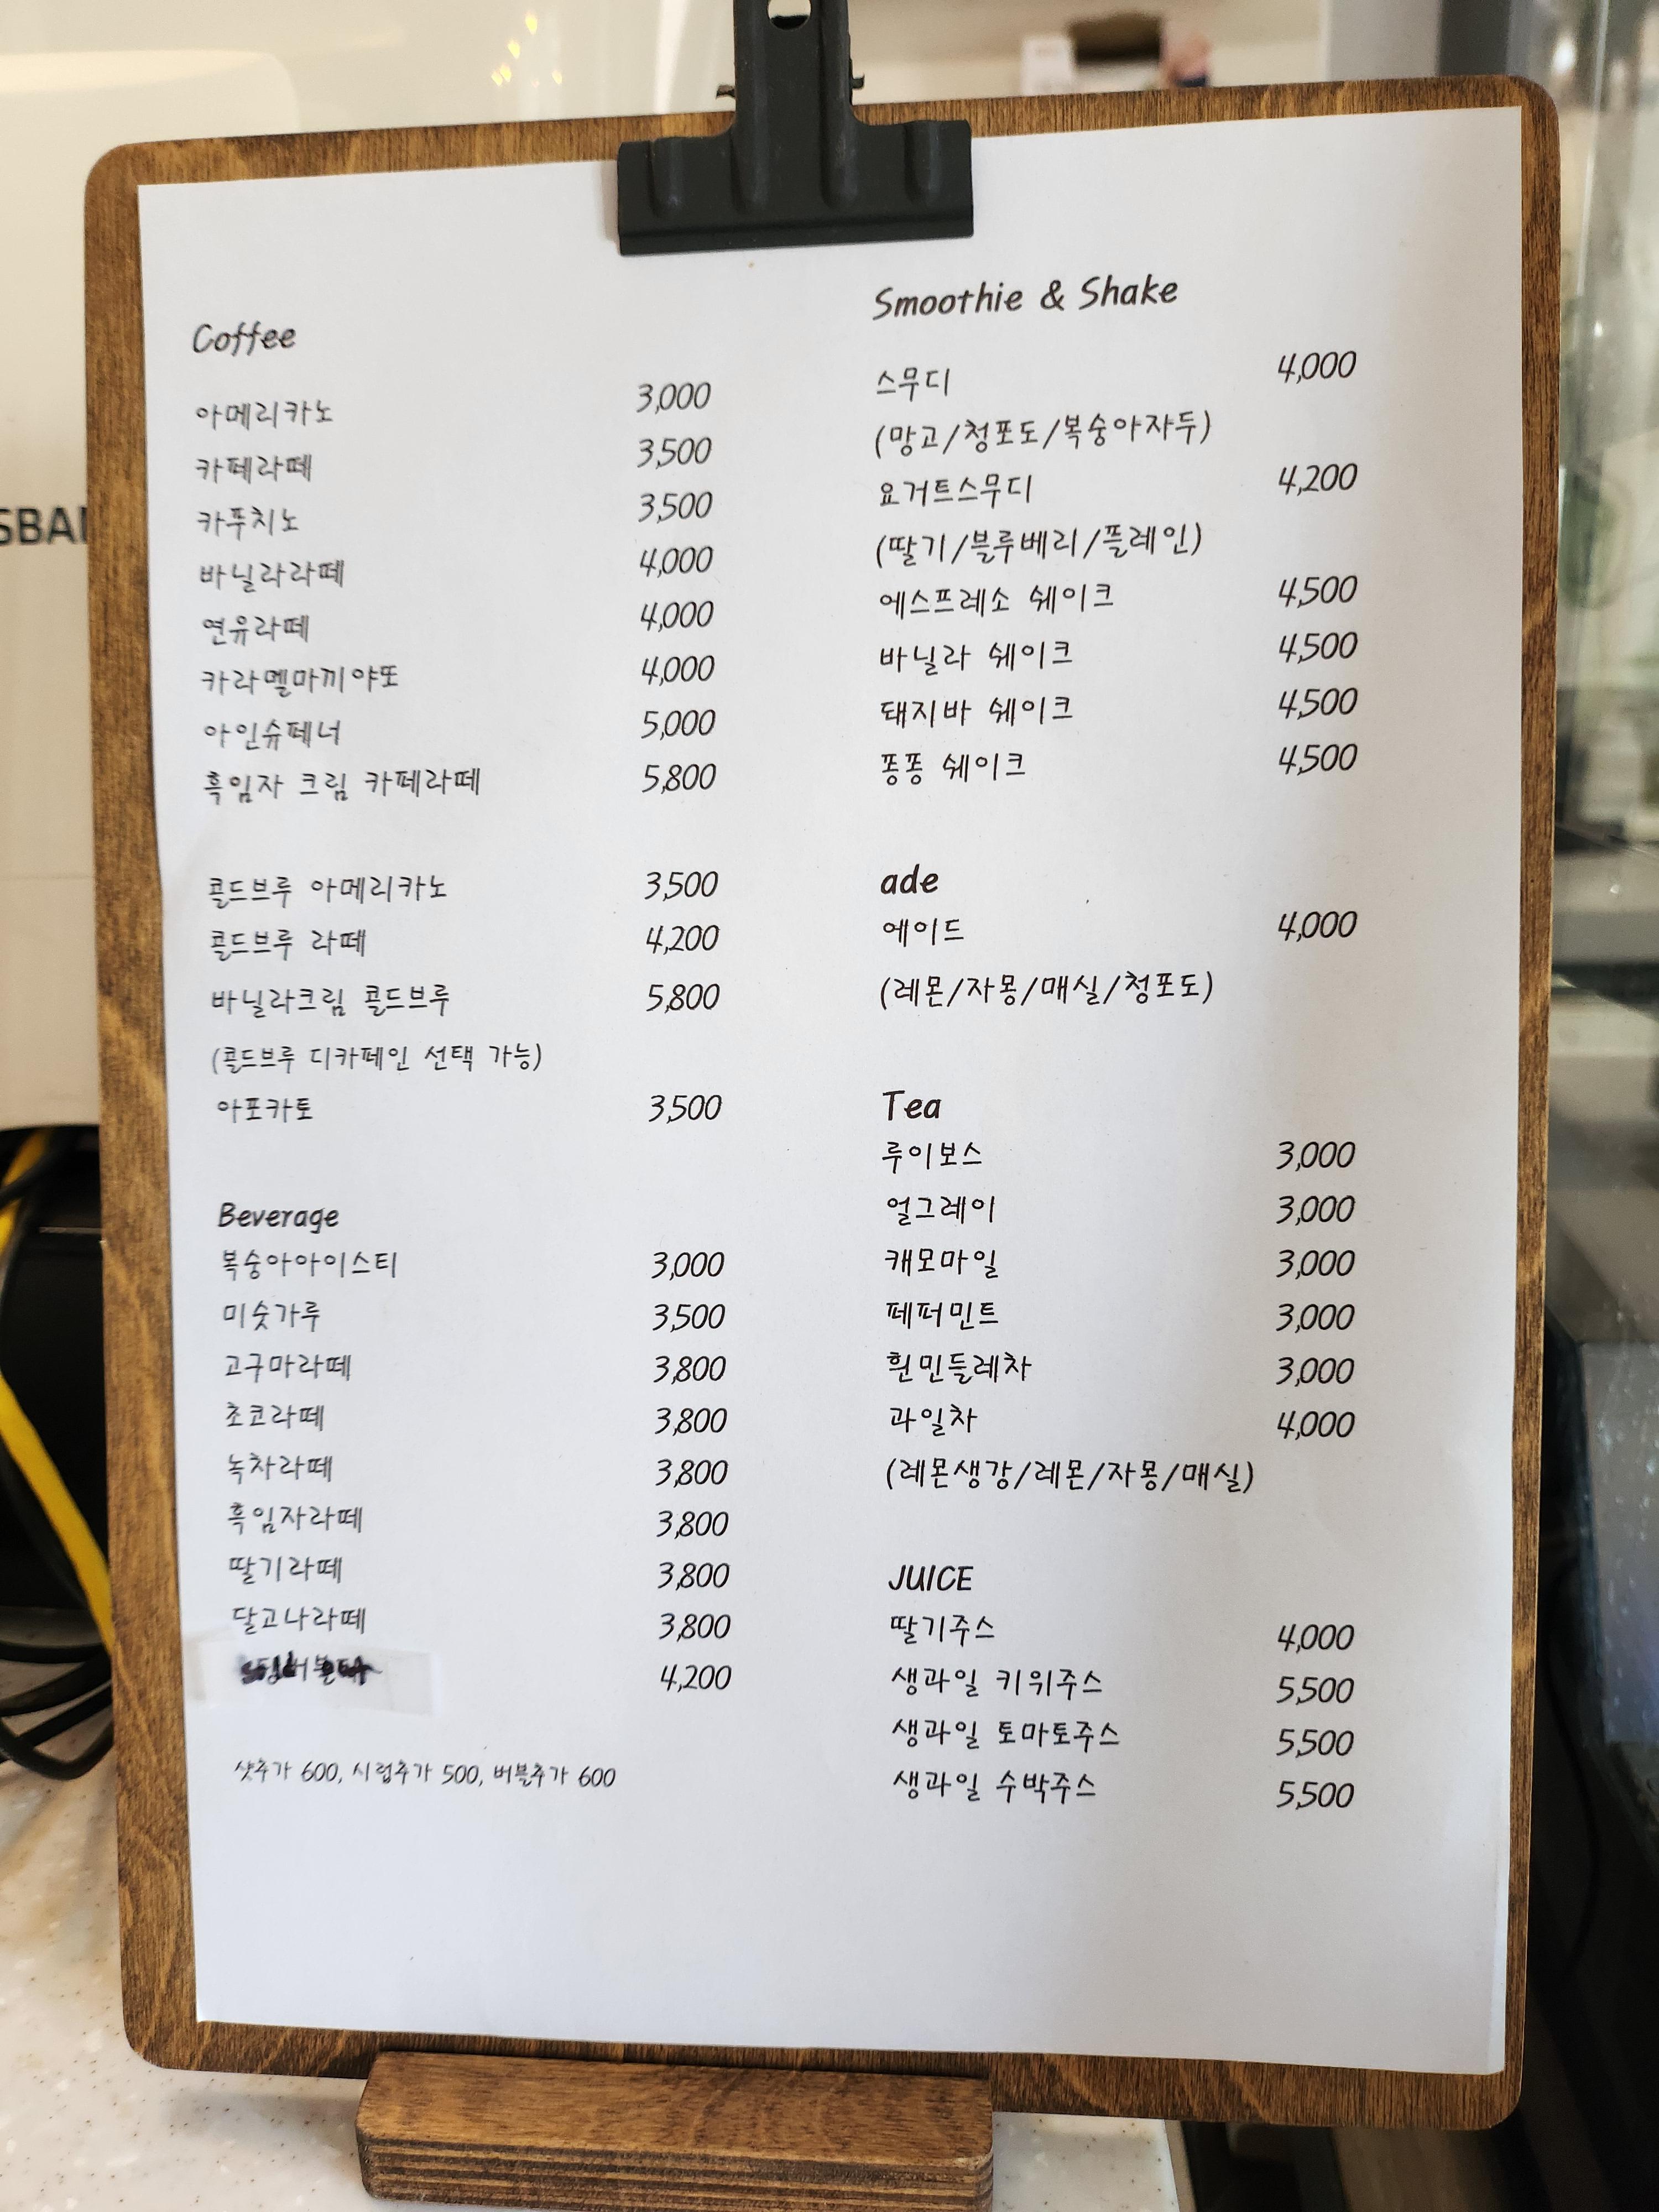 SBA
Coffee
아메리카노 3,000
카페라떼 3,500
카푸치노 3,500
바닐라라떼 4,000
연유라떼 4,000
카라멜마끼야또 4,000
아인슈페너 5,000
흑임자 크림 카페라떼 5,800
콜드브루 아메리카노 3,500
콜드브루 라떼 4,200
바닐라크림 콜드브루 5,800
(콜드브루 디카페인 선택 가능)
아포카토 3,500
Beverage
복숭아아이스티 3,000
미숫가루 3,500
고구마라떼 3,800
초코라떼 3,800
녹차라떼 3,800
흑임자라떼 3,800
딸기라떼 3,800
달고나라떼 3,800
4,200
샷추가 600, 시럽추가 500, 버블추가 600
Smoothie & Shake
스무디 4,000
(망고/청포도/복숭아자두)
요거트스무디 4,200
(딸기/블루베리/플레인)
에스프레소 쉐이크 4,500
바닐라 쉐이크 4,500
돼지바 쉐이크 4,500
퐁퐁 쉐이크 4,500
ade
에이드 4,000
(레몬/자몽/매실/청포도)
Tea
루이보스 3,000
얼그레이 3,000
캐모마일 3,000
페퍼민트 3,000
흰민들레차 3,000
과일차 4,000
(레몬생강/레몬/자몽/매실)
JUICE
딸기주스 4,000
생과일 키위주스 5,500
생과일 토마토주스 5,500
생과일 수박주스 5,500